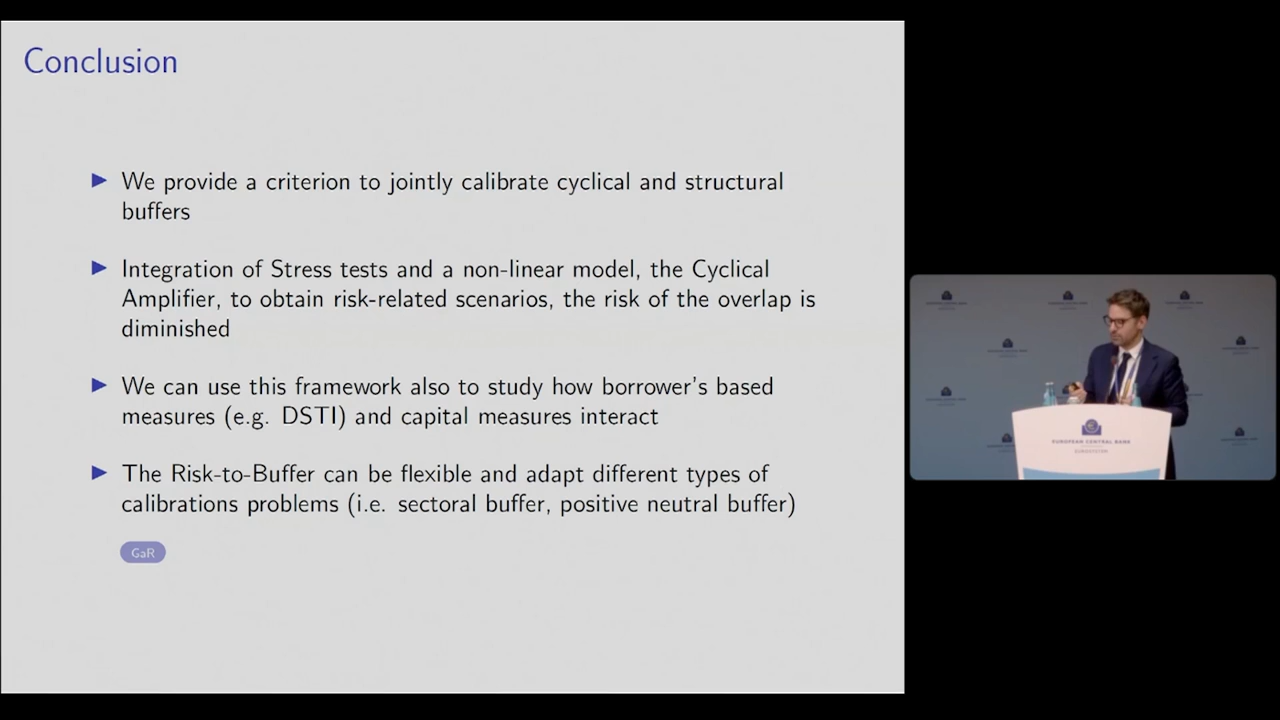 Conclusion
We provide a criterion to jointly calibrate cyclical and structural
buffers
Integration of Stress tests and a non-linear model, the Cyclical
Amplifier, to obtain risk-related scenarios, the risk of the overlap is
diminished
We can use this framework also to study how borrower's based
measures (e.g. DSTI) and capital measures interact
The Risk-to-Buffer can be flexible and adapt different types of
calibrations problems (i.e. sectoral buffer, positive neutral buffer)
GaR
EUROPEAN CENTRAL BANK
EUROSYSTEM